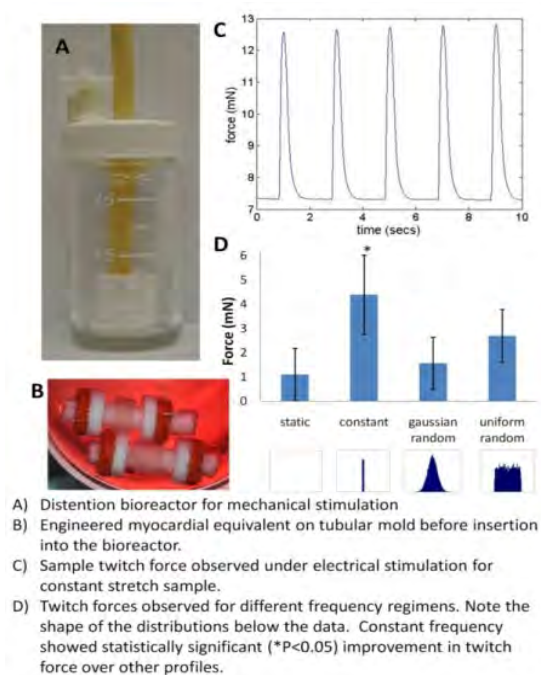 A
C
13
12
11
10
9
8
7
force (mN)
0 2 4 6 8 10
time (secs)
D
6
5
4
3
2
1
0
Force (mN)
*
static constant gaussian random uniform random
B
A) Distention bioreactor for mechanical stimulation
B) Engineered myocardial equivalent on tubular mold before insertion
into the bioreactor.
C) Sample twitch force observed under electrical stimulation for
constant stretch sample.
D) Twitch forces observed for different frequency regimens. Note the
shape of the distributions below the data. Constant frequency
showed statistically significant (*P<0.05) improvement in twitch
force over other profiles.